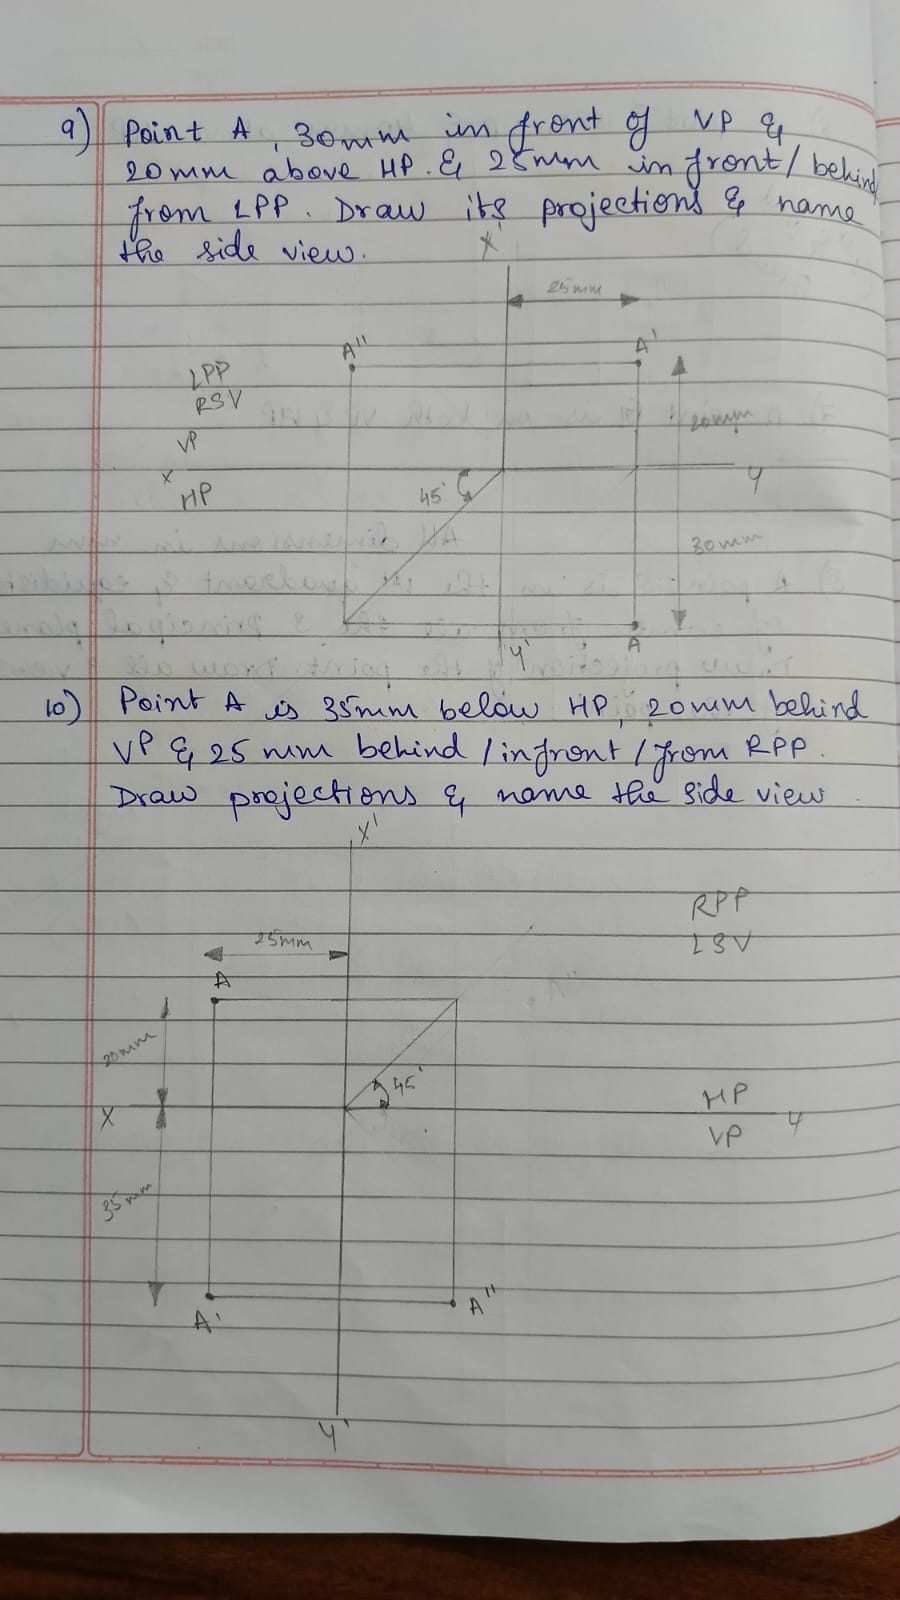 9) Point A, 30mm in front of VP &
20mm above HP. & 25mm in front/behind
from LPP. Draw its projections & name
the side view.
X'
25mm
A"
A'
LPP
RSV
20mm
VP
X
Y
HP
45°
30mm
Y'
A
10) Point A is 35mm below HP, 20mm behind
VP & 25 mm behind / infront / from RPP.
Draw projections & name the side view
X'
RPP
LSV
25mm
A
20mm
45°
HP
X
Y
VP
35mm
A'
A"
Y'